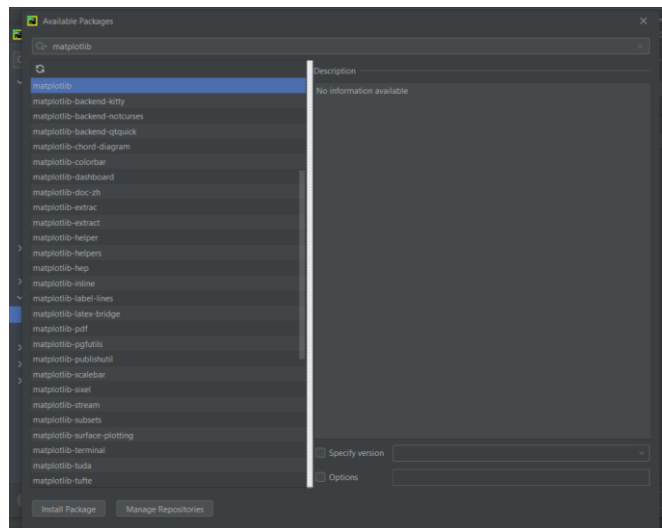 Available Packages
matplotlib
matplotlib
matplotlib-backend-kitty
matplotlib-backend-notcurses
matplotlib-backend-qtquick
matplotlib-chord-diagram
matplotlib-colorbar
matplotlib-dashboard
matplotlib-doc-zh
matplotlib-extrac
matplotlib-extract
matplotlib-helper
matplotlib-helpers
matplotlib-hep
matplotlib-inline
matplotlib-label-lines
matplotlib-latex-bridge
matplotlib-pdf
matplotlib-pgfutils
matplotlib-publishutil
matplotlib-scalebar
matplotlib-sixel
matplotlib-stream
matplotlib-subsets
matplotlib-surface-plotting
matplotlib-terminal
matplotlib-tuda
matplotlib-tufte
Description
No information available
Specify version
Options
Install Package Manage Repositories